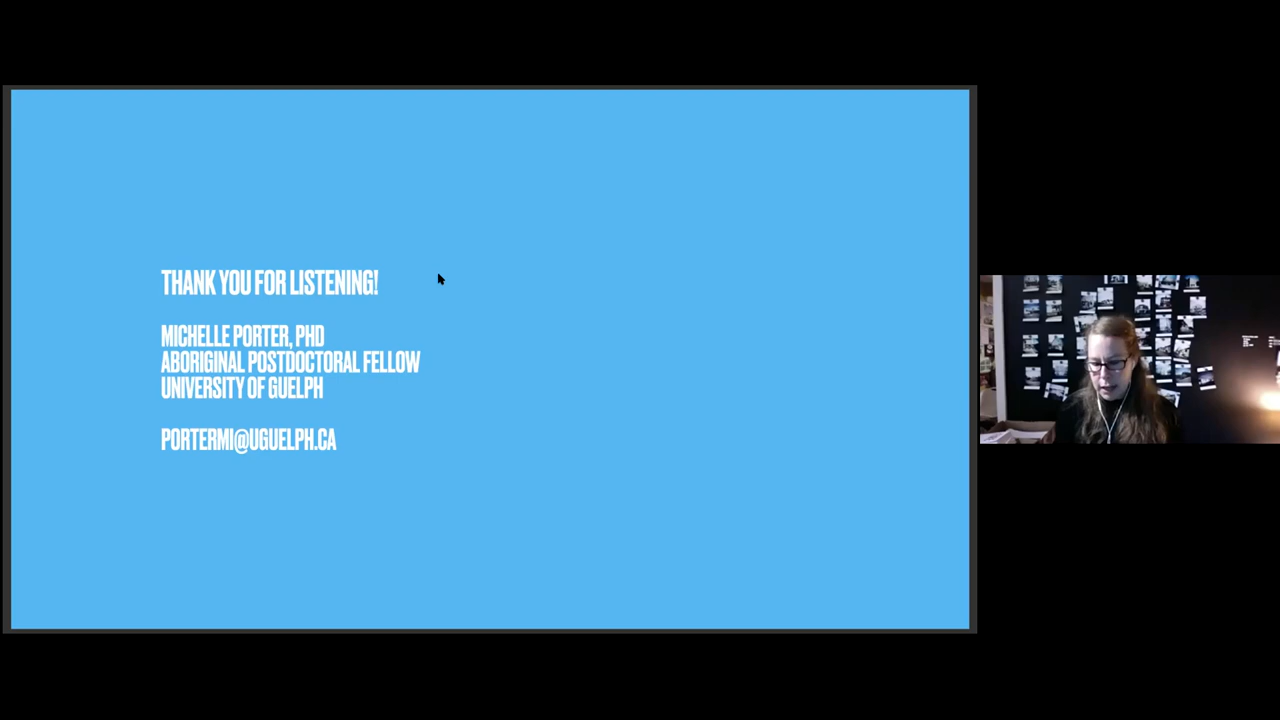 THANK YOU FOR LISTENING!
MICHELLE PORTER, PHD
ABORIGINAL POSTDOCTORAL FELLOW
UNIVERSITY OF GUELPH
PORTERMI@UGUELPH.CA